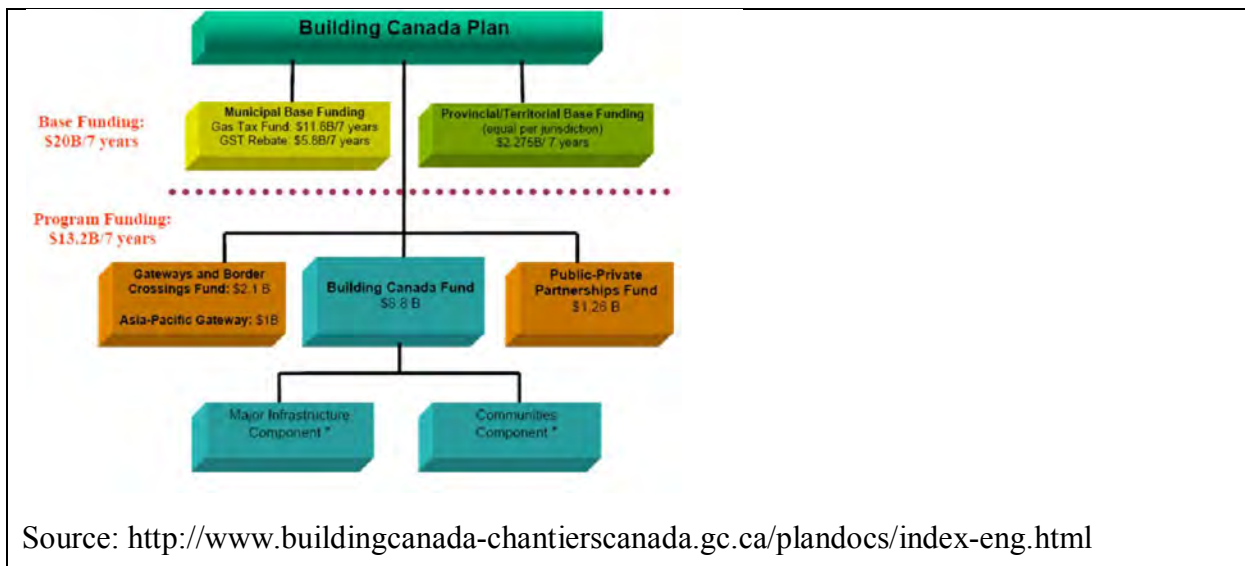 Building Canada Plan
Base Funding:
$20B/7 years
Municipal Base Funding
Gas Tax Fund: $11.8B/7 years
GST Rebate: $5.8B/7 years
Provincial/Territorial Base Funding
(equal per jurisdiction)
$2.275B/ 7 years
Program Funding:
$13.2B/7 years
Gateways and Border
Crossings Fund: $2.1 B
Asia-Pacific Gateway: $1B
Building Canada Fund
$8.8 B
Public-Private
Partnerships Fund
$1.25 B
Major Infrastructure
Component *
Communities
Component *
Source: http://www.buildingcanada-chantierscanada.gc.ca/plandocs/index-eng.html